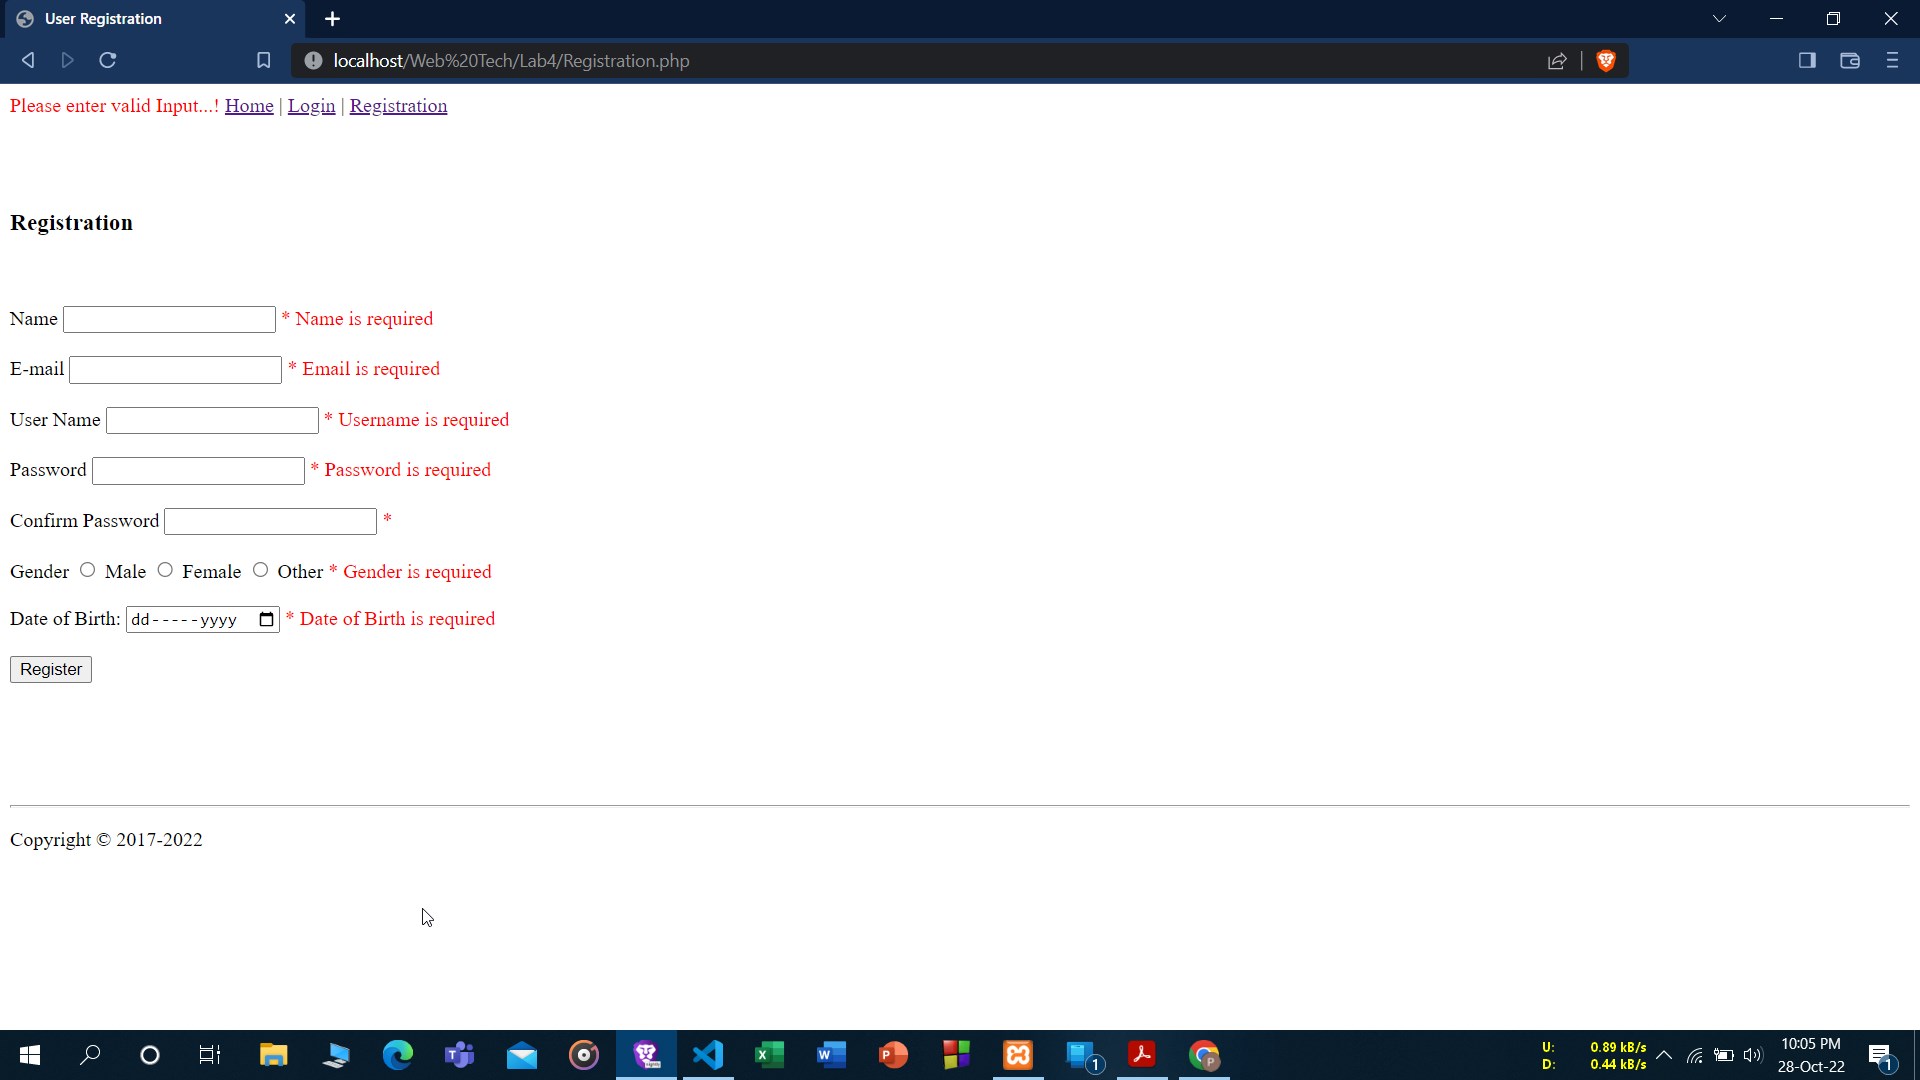 User Registration
localhost/Web%20Tech/Lab4/Registration.php
Please enter valid Input...! Home | Login | Registration
Registration
Name * Name is required
E-mail * Email is required
User Name * Username is required
Password * Password is required
Confirm Password *
Gender Male Female Other * Gender is required
Date of Birth: dd-----yyyy * Date of Birth is required
Register
Copyright © 2017-2022
U: 0.89 kB/s
D: 0.44 kB/s
10:05 PM
28-Oct-22
1
1